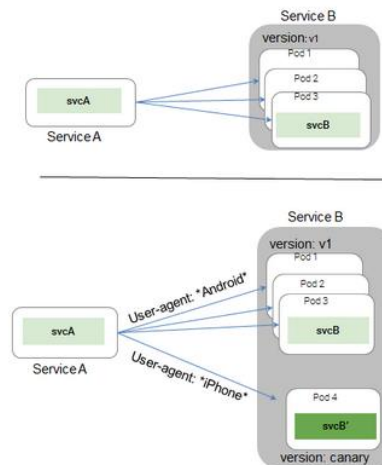 Service B
version: v1
Pod 1
Pod 2
Pod 3
svcA
svcB
Service A
Service B
version: v1
Pod 1
User-agent: *Android*
Pod 2
Pod 3
svcA
svcB
Service A
User-agent: *iPhone*
Pod 4
svcB'
version: canary